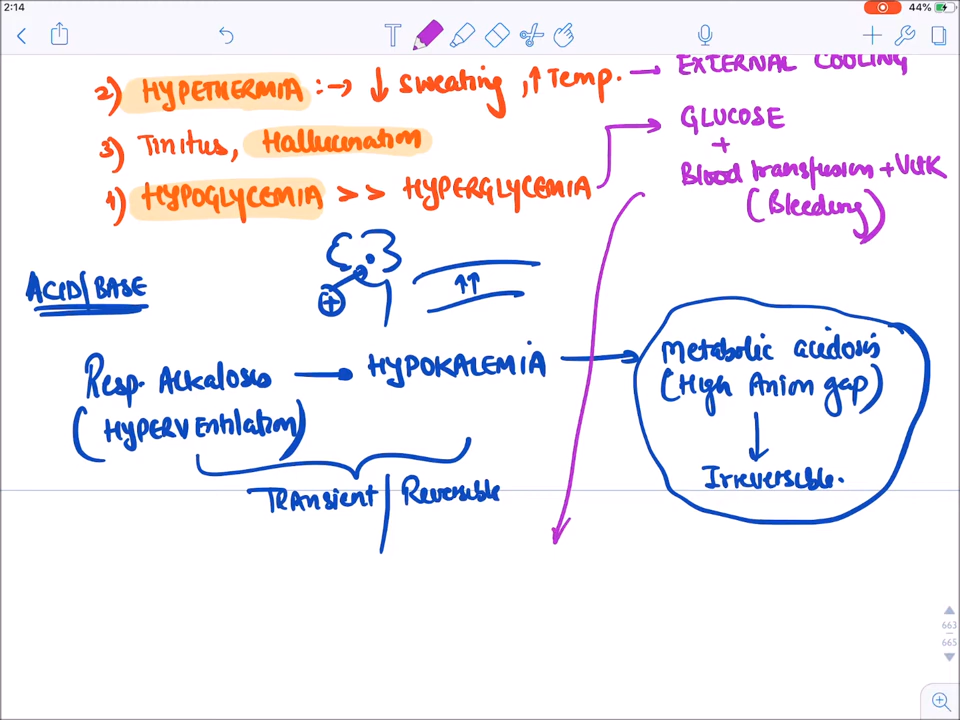 2:14
44%
2) HYPETHERMIA :→ ↓ Sweating , ↑ Temp. → EXTERNAL COOLING
3) Tinitus, Hallucination
4) HYPOGLYCEMIA >> HYPERGLYCEMIA → GLUCOSE
+
Blood transfusion + Vit K
(Bleeding)
⊕
↑↑
ACID/BASE
Resp. Alkalosis → HYPOKALEMIA → Metabolic acidosis
(HYPERVEntilation)
(High Anion gap)
↓
Irreversible.
TRANsient | Reversible
663
665